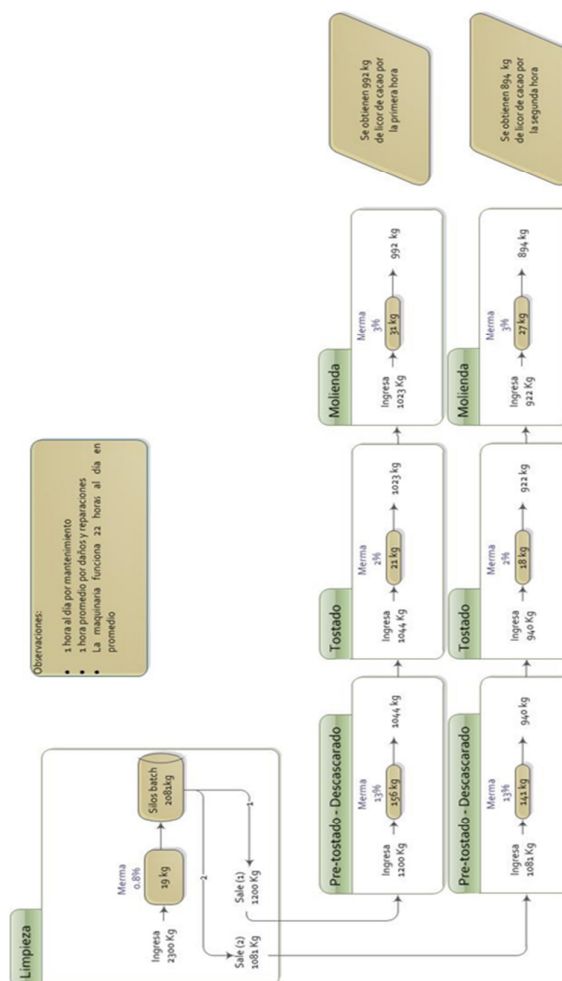 Limpieza
Ingresa
2300 Kg
Merma
0.8%
19 kg
Silos batch
2081kg
1
2
Sale (1)
1200 Kg
Sale (2)
1081 Kg
Observaciones:
• 1 hora al día por mantenimiento
• 1 hora promedio por daños y reparaciones
• La maquinaria funciona 22 horas al día en
promedio
Pre-tostado - Descascarado
Ingresa
1200 Kg
Merma
13%
156 kg
1044 kg
Tostado
Ingresa
1044 Kg
Merma
2%
21 kg
1023 kg
Molienda
Ingresa
1023 Kg
Merma
3%
31 kg
992 kg
Se obtienen 992 kg
de licor de cacao por
la primera hora
Pre-tostado - Descascarado
Ingresa
1081 Kg
Merma
13%
141 kg
940 kg
Tostado
Ingresa
940 Kg
Merma
2%
18 kg
922 kg
Molienda
Ingresa
922 Kg
Merma
3%
27 kg
894 kg
Se obtienen 894 kg
de licor de cacao por
la segunda hora